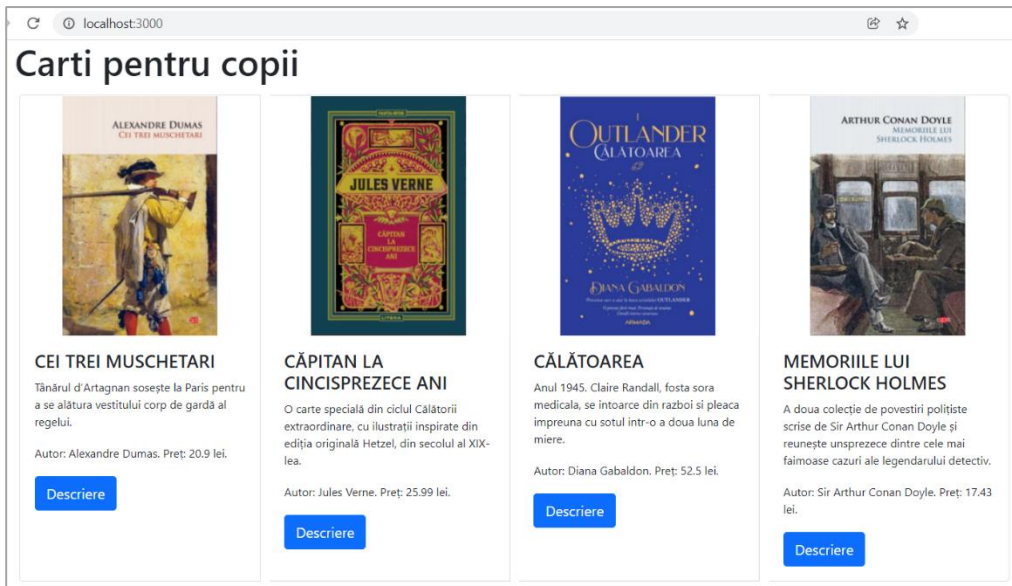 localhost:3000
Carti pentru copii
ALEXANDRE DUMAS
CEI TREI MUSCHETARI
CEI TREI MUSCHETARI
Tânărul d'Artagnan sosește la Paris pentru
a se alătura vestitului corp de gardă al
regelui.
Autor: Alexandre Dumas. Preț: 20.9 lei.
Descriere
JULES VERNE
CĂPITAN
LA
CINCISPREZECE
ANI
LITERA
CĂPITAN LA
CINCISPREZECE ANI
O carte specială din ciclul Călătorii
extraordinare, cu ilustrații inspirate din
ediția originală Hetzel, din secolul al XIX-
lea.
Autor: Jules Verne. Preț: 25.99 lei.
Descriere
I
OUTLANDER
CĂLĂTOAREA
DIANA GABALDON
ARMADA
CĂLĂTOAREA
Anul 1945. Claire Randall, fosta sora
medicala, se intoarce din razboi si pleaca
impreuna cu sotul intr-o a doua luna de
miere.
Autor: Diana Gabaldon. Preț: 52.5 lei.
Descriere
ARTHUR CONAN DOYLE
MEMORIILE LUI
SHERLOCK HOLMES
MEMORIILE LUI
SHERLOCK HOLMES
A doua colecție de povestiri polițiste
scrise de Sir Arthur Conan Doyle și
reunește unsprezece dintre cele mai
faimoase cazuri ale legendarului detectiv.
Autor: Sir Arthur Conan Doyle. Preț: 17.43
lei.
Descriere